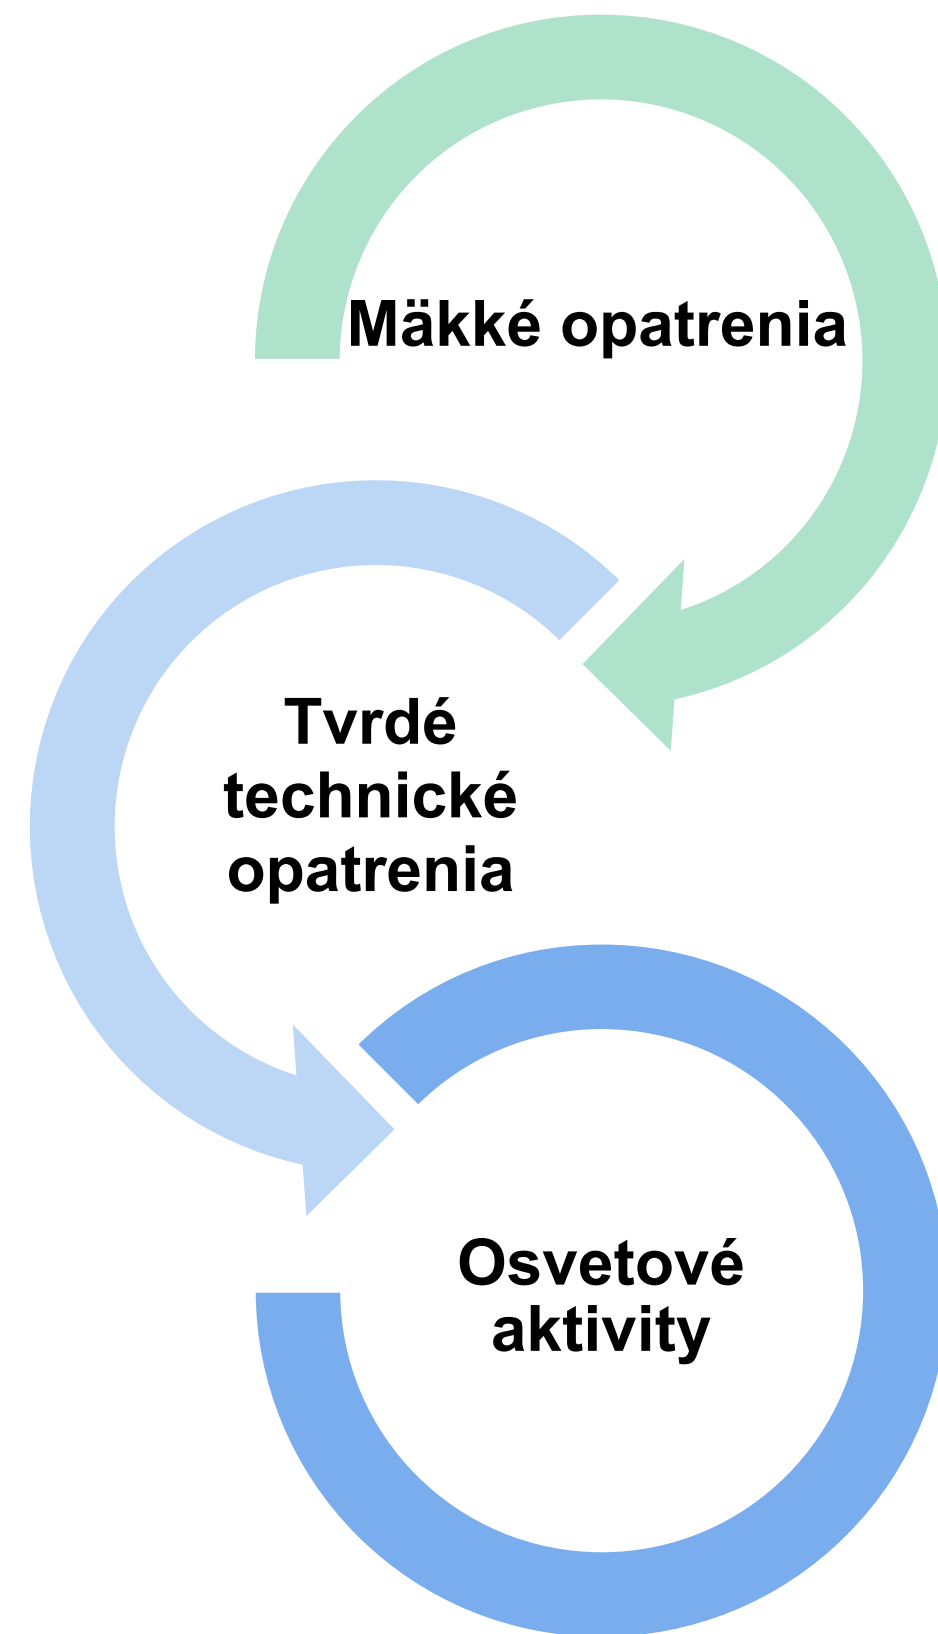 Mäkké opatrenia
Tvrdé
technické
opatrenia
Osvetové
aktivity